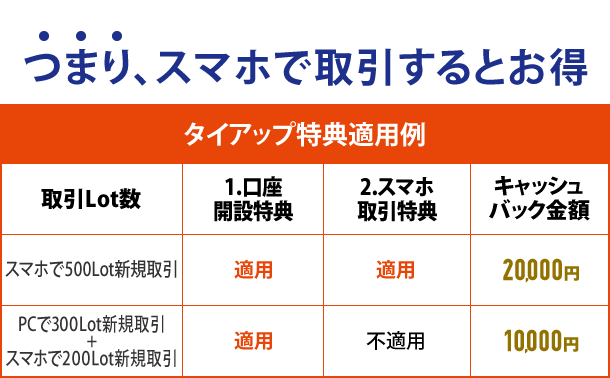 つまり、スマホで取引するとお得
タイアップ特典適用例
取引Lot数
1.口座
開設特典
2.スマホ
取引特典
キャッシュ
バック金額
スマホで500Lot新規取引
適用
適用
20,000円
PCで300Lot新規取引
+
スマホで200Lot新規取引
適用
不適用
10,000円